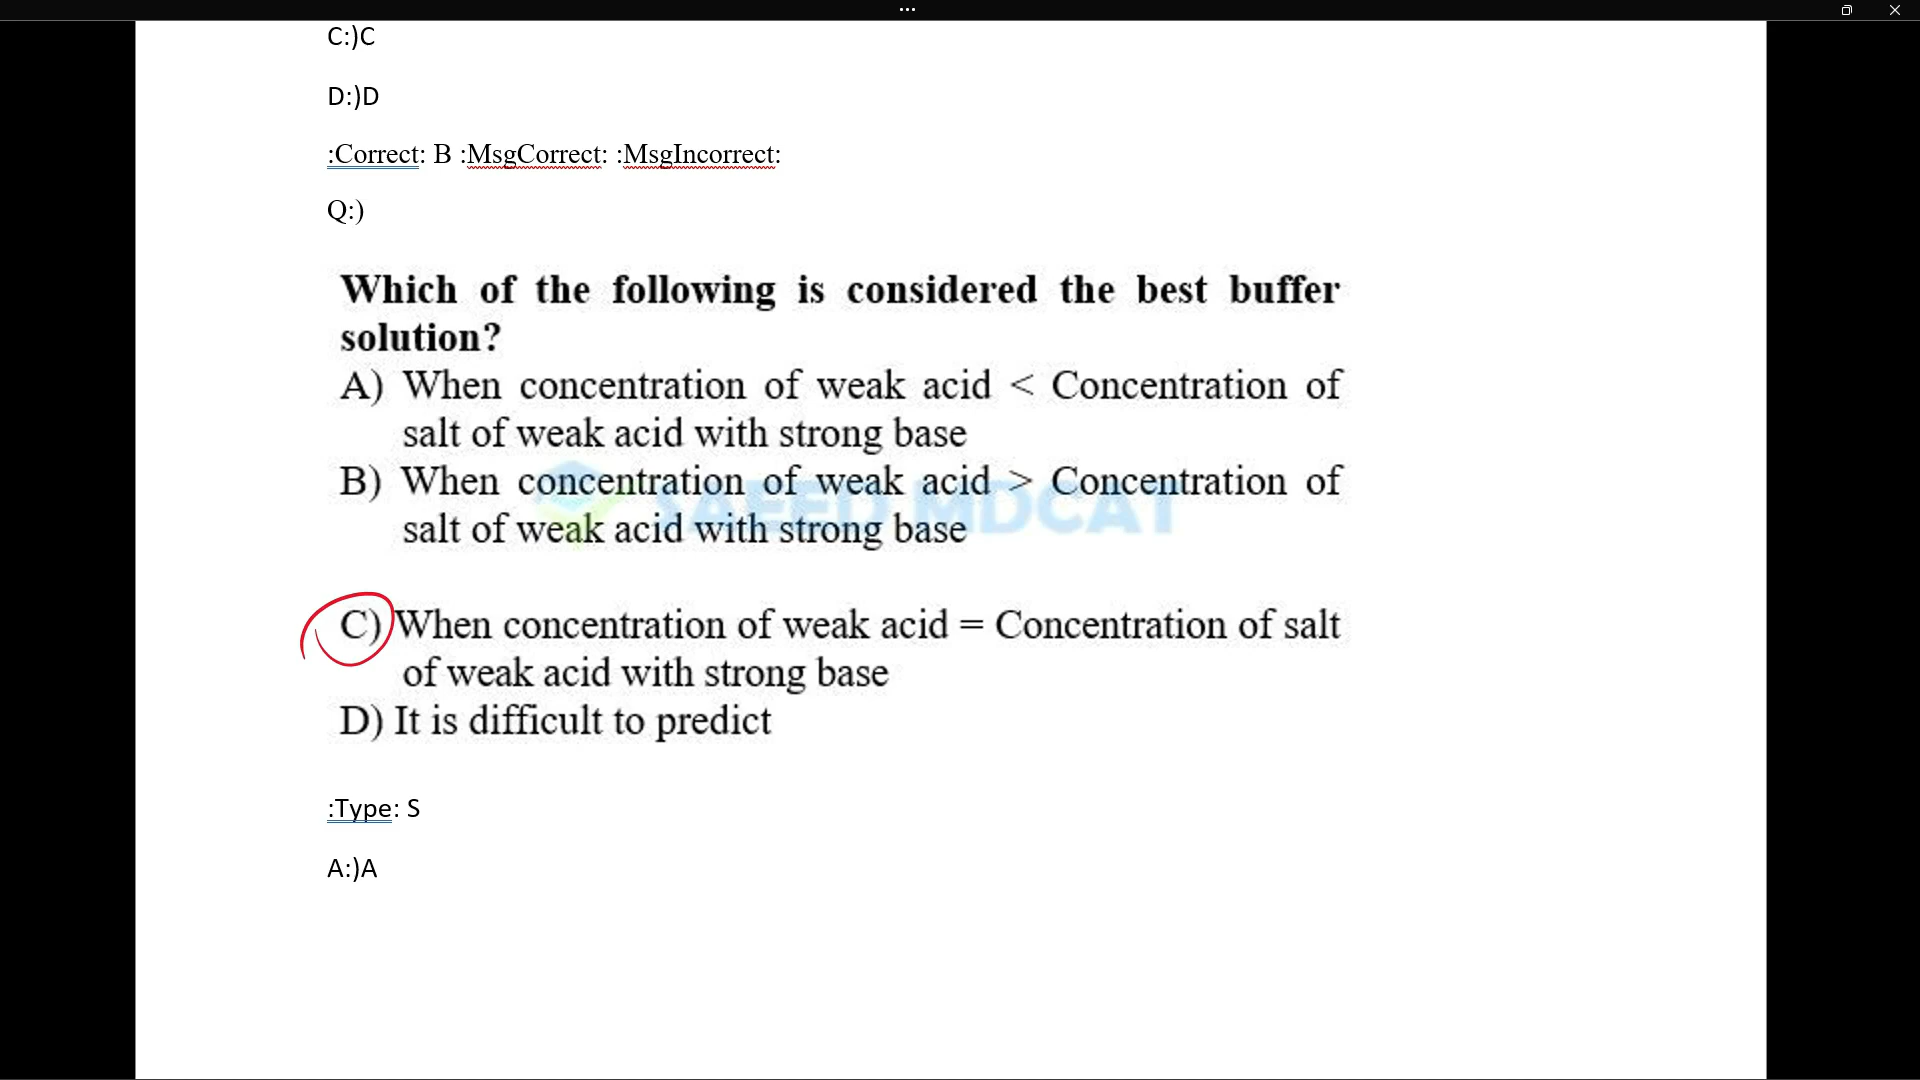 C:)C
D:)D
:Correct: B :MsgCorrect: :MsgIncorrect:
Q:)
Which of the following is considered the best buffer
solution?
A) When concentration of weak acid < Concentration of
salt of weak acid with strong base
B) When concentration of weak acid > Concentration of
salt of weak acid with strong base
SAEED MDCAT
C) When concentration of weak acid = Concentration of salt
of weak acid with strong base
D) It is difficult to predict
:Type: S
A:)A